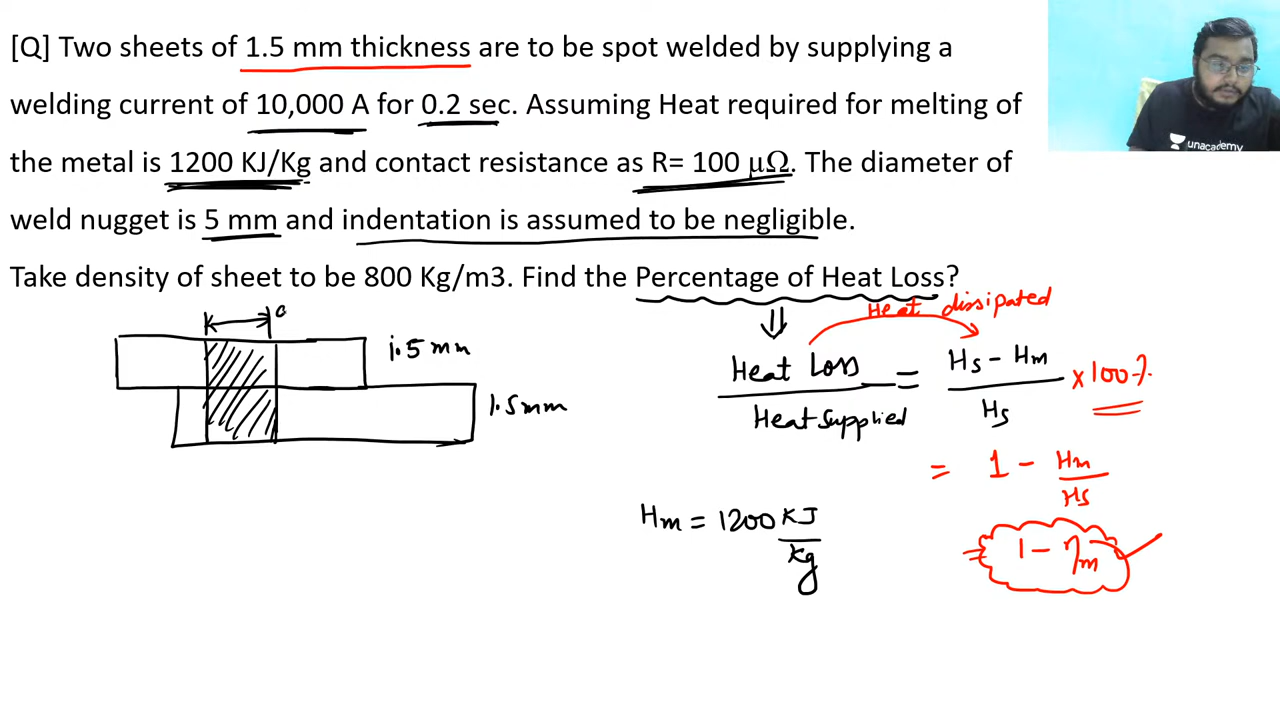 [Q] Two sheets of 1.5 mm thickness are to be spot welded by supplying a
welding current of 10,000 A for 0.2 sec. Assuming Heat required for melting of
the metal is 1200 KJ/Kg and contact resistance as R= 100 μΩ. The diameter of
weld nugget is 5 mm and indentation is assumed to be negligible.
Take density of sheet to be 800 Kg/m3. Find the Percentage of Heat Loss?
unacademy
Heat dissipated
1.5 mm
1.5mm
Heat Loss / Heat supplied = Hs - Hm / Hs × 100%
= 1 - Hm / Hs
Hm = 1200 KJ / kg
= 1 - ηm